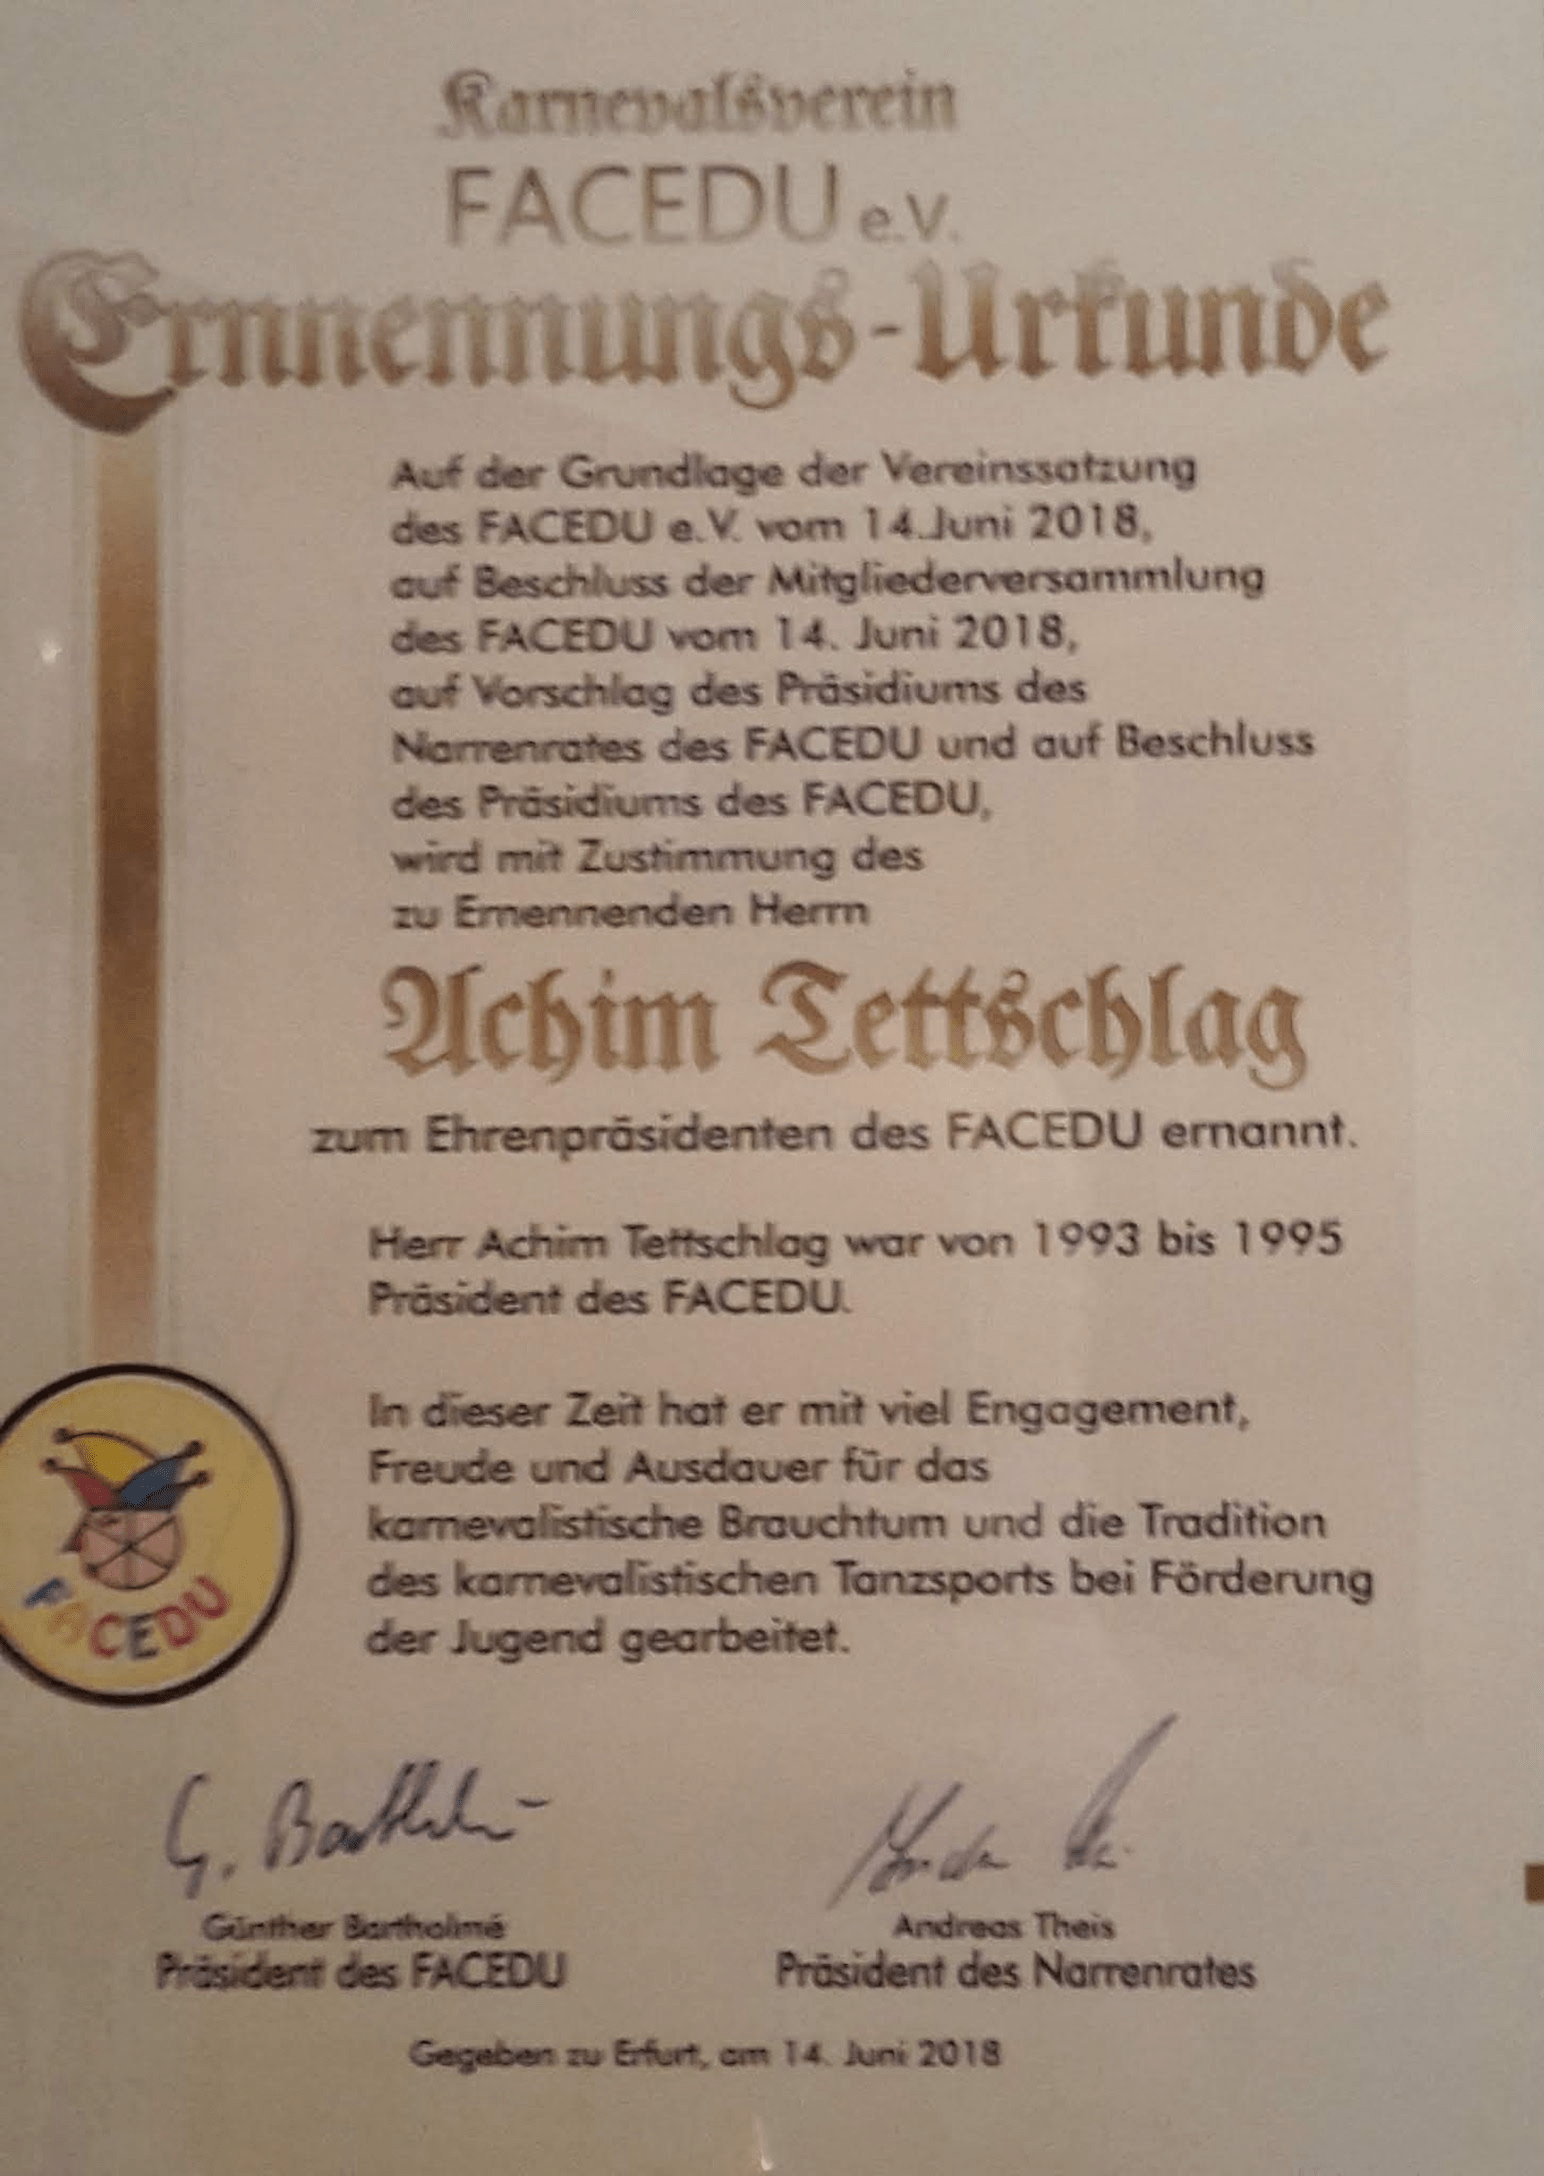 Karnevalsverein
FACEDU e.V.
Ernnennungs-Urkunde
Auf der Grundlage der Vereinssatzung
des FACEDU e.V. vom 14.Juni 2018,
auf Beschluss der Mitgliederversammlung
des FACEDU vom 14. Juni 2018,
auf Vorschlag des Präsidiums des
Narrenrates des FACEDU und auf Beschluss
des Präsidiums des FACEDU,
wird mit Zustimmung des
zu Ernennenden Herrn
Achim Tettschlag
zum Ehrenpräsidenten des FACEDU ernannt.
Herr Achim Tettschlag war von 1993 bis 1995
Präsident des FACEDU.
In dieser Zeit hat er mit viel Engagement,
Freude und Ausdauer für das
karnevalistische Brauchtum und die Tradition
des karnevalistischen Tanzsports bei Förderung
der Jugend gearbeitet.
FACEDU
G. Barthol
Günther Bartholmé
Andreas Theis
Präsident des FACEDU
Präsident des Narrenrates
Gegeben zu Erfurt, am 14. Juni 2018